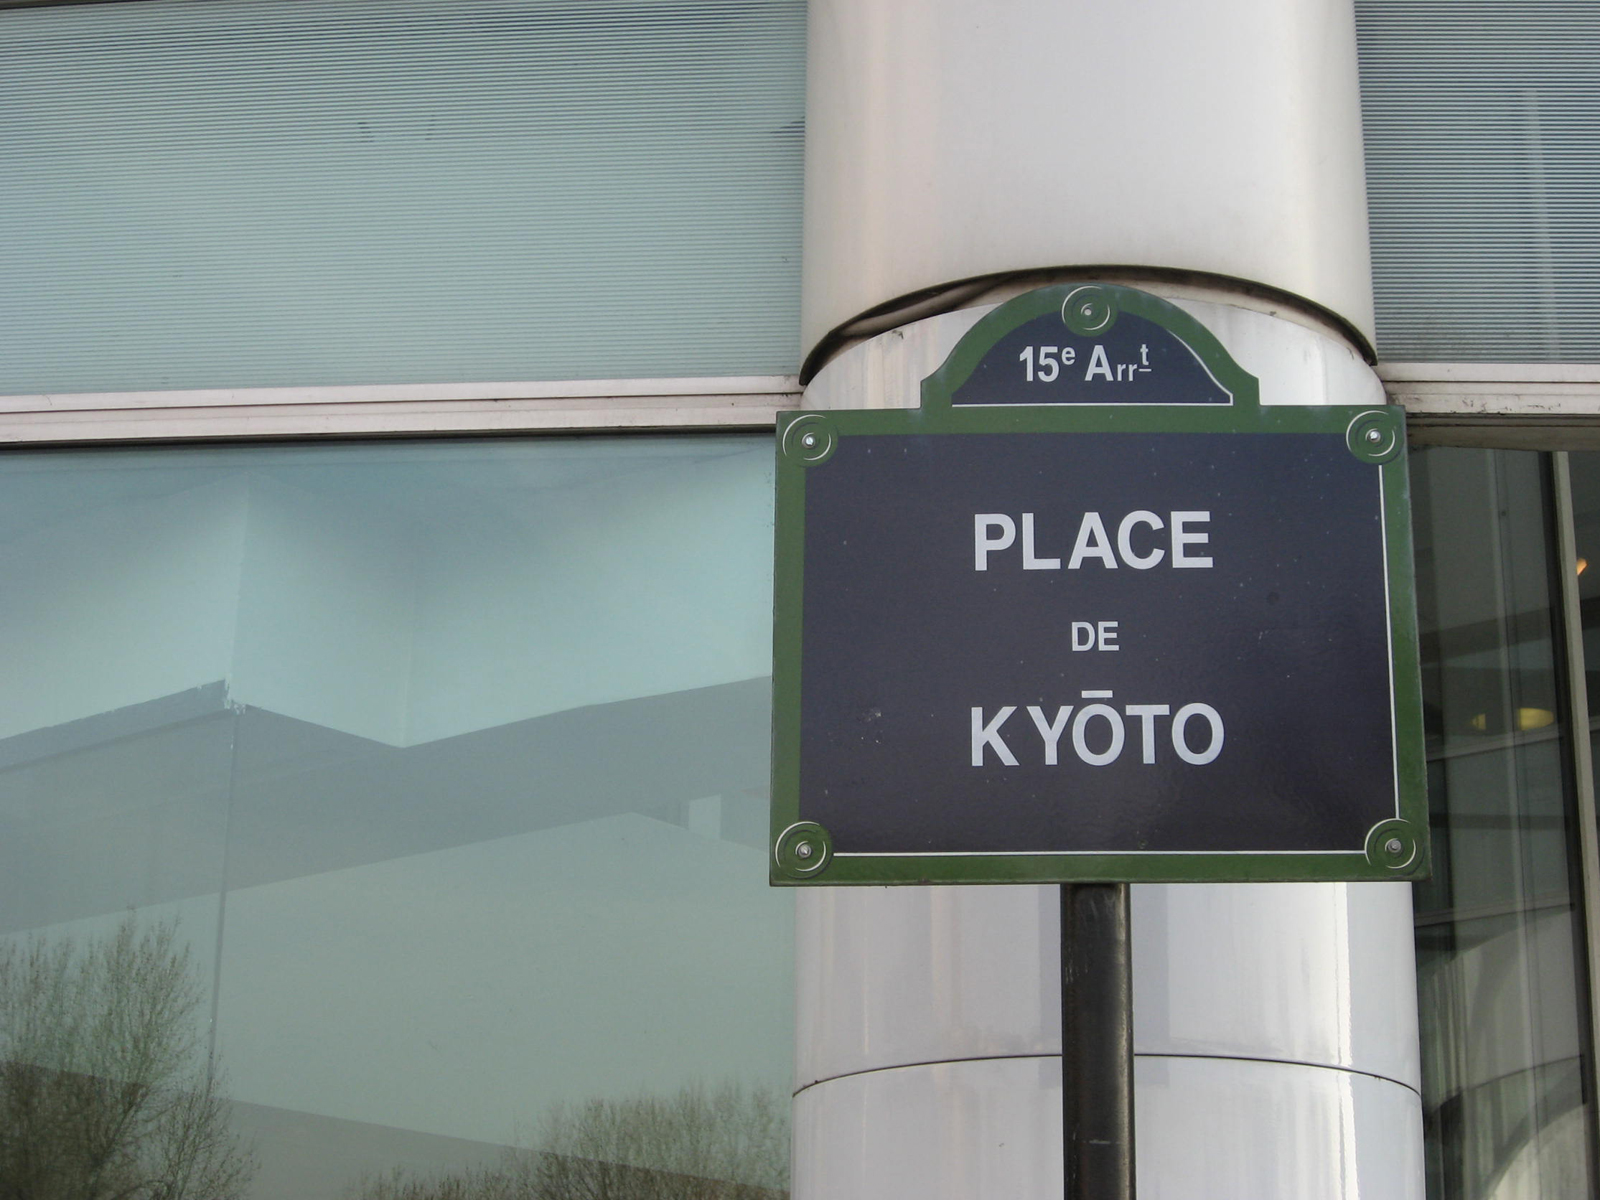 15e Arrt
PLACE
DE
KYŌTO